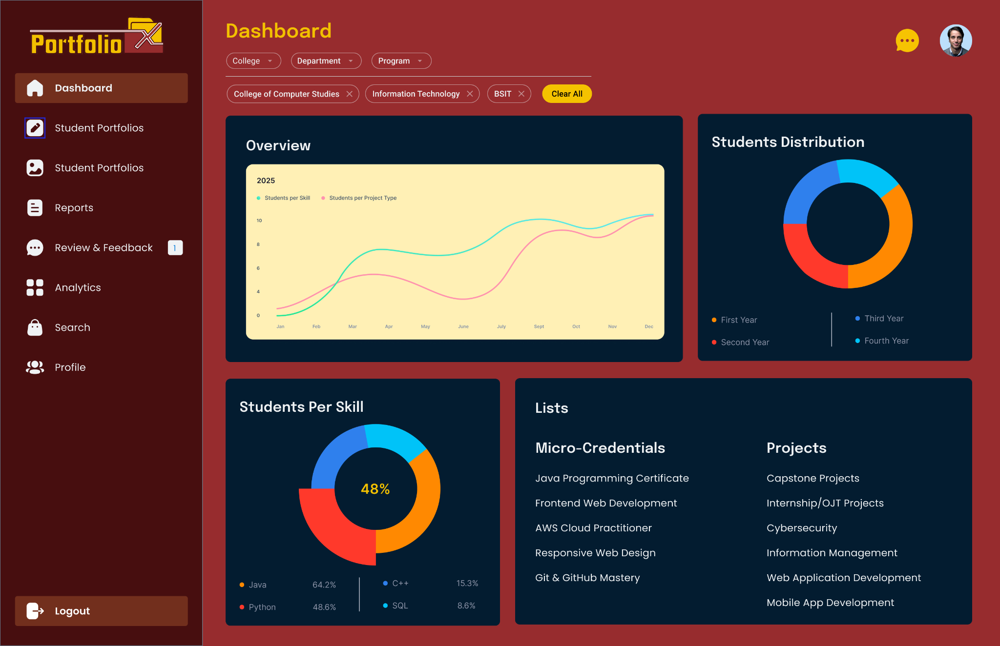 Portfolio
Dashboard
Student Portfolios
Student Portfolios
Reports
Review & Feedback 1
Analytics
Search
Profile
Logout
Dashboard
College Department Program
College of Computer Studies Information Technology BSIT Clear All
Overview
2025
Students per Skill Students per Project Type
10
8
6
4
0
Jan Feb Mar Apr May June July Sept Oct Nov Dec
Students Distribution
First Year Third Year
Second Year Fourth Year
Students Per Skill
48%
Java 64.2% C++ 15.3%
Python 48.6% SQL 8.6%
Lists
Micro-Credentials
Java Programming Certificate
Frontend Web Development
AWS Cloud Practitioner
Responsive Web Design
Git & GitHub Mastery
Projects
Capstone Projects
Internship/OJT Projects
Cybersecurity
Information Management
Web Application Development
Mobile App Development